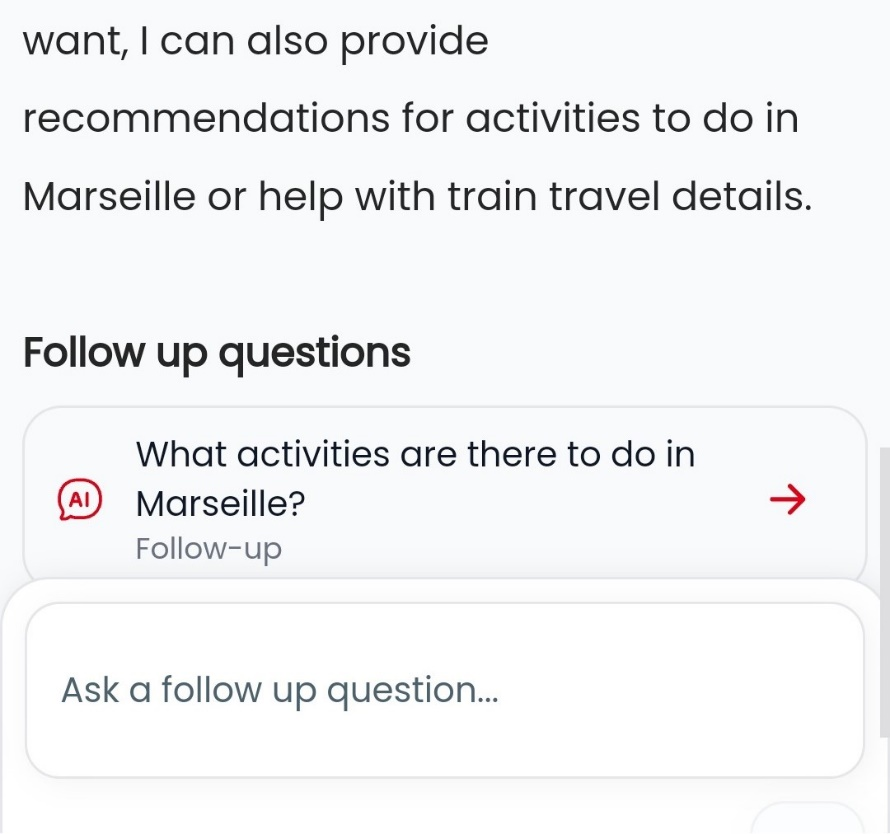 want, I can also provide
recommendations for activities to do in
Marseille or help with train travel details.
Follow up questions
AI
What activities are there to do in
Marseille?
Follow-up
Ask a follow up question...